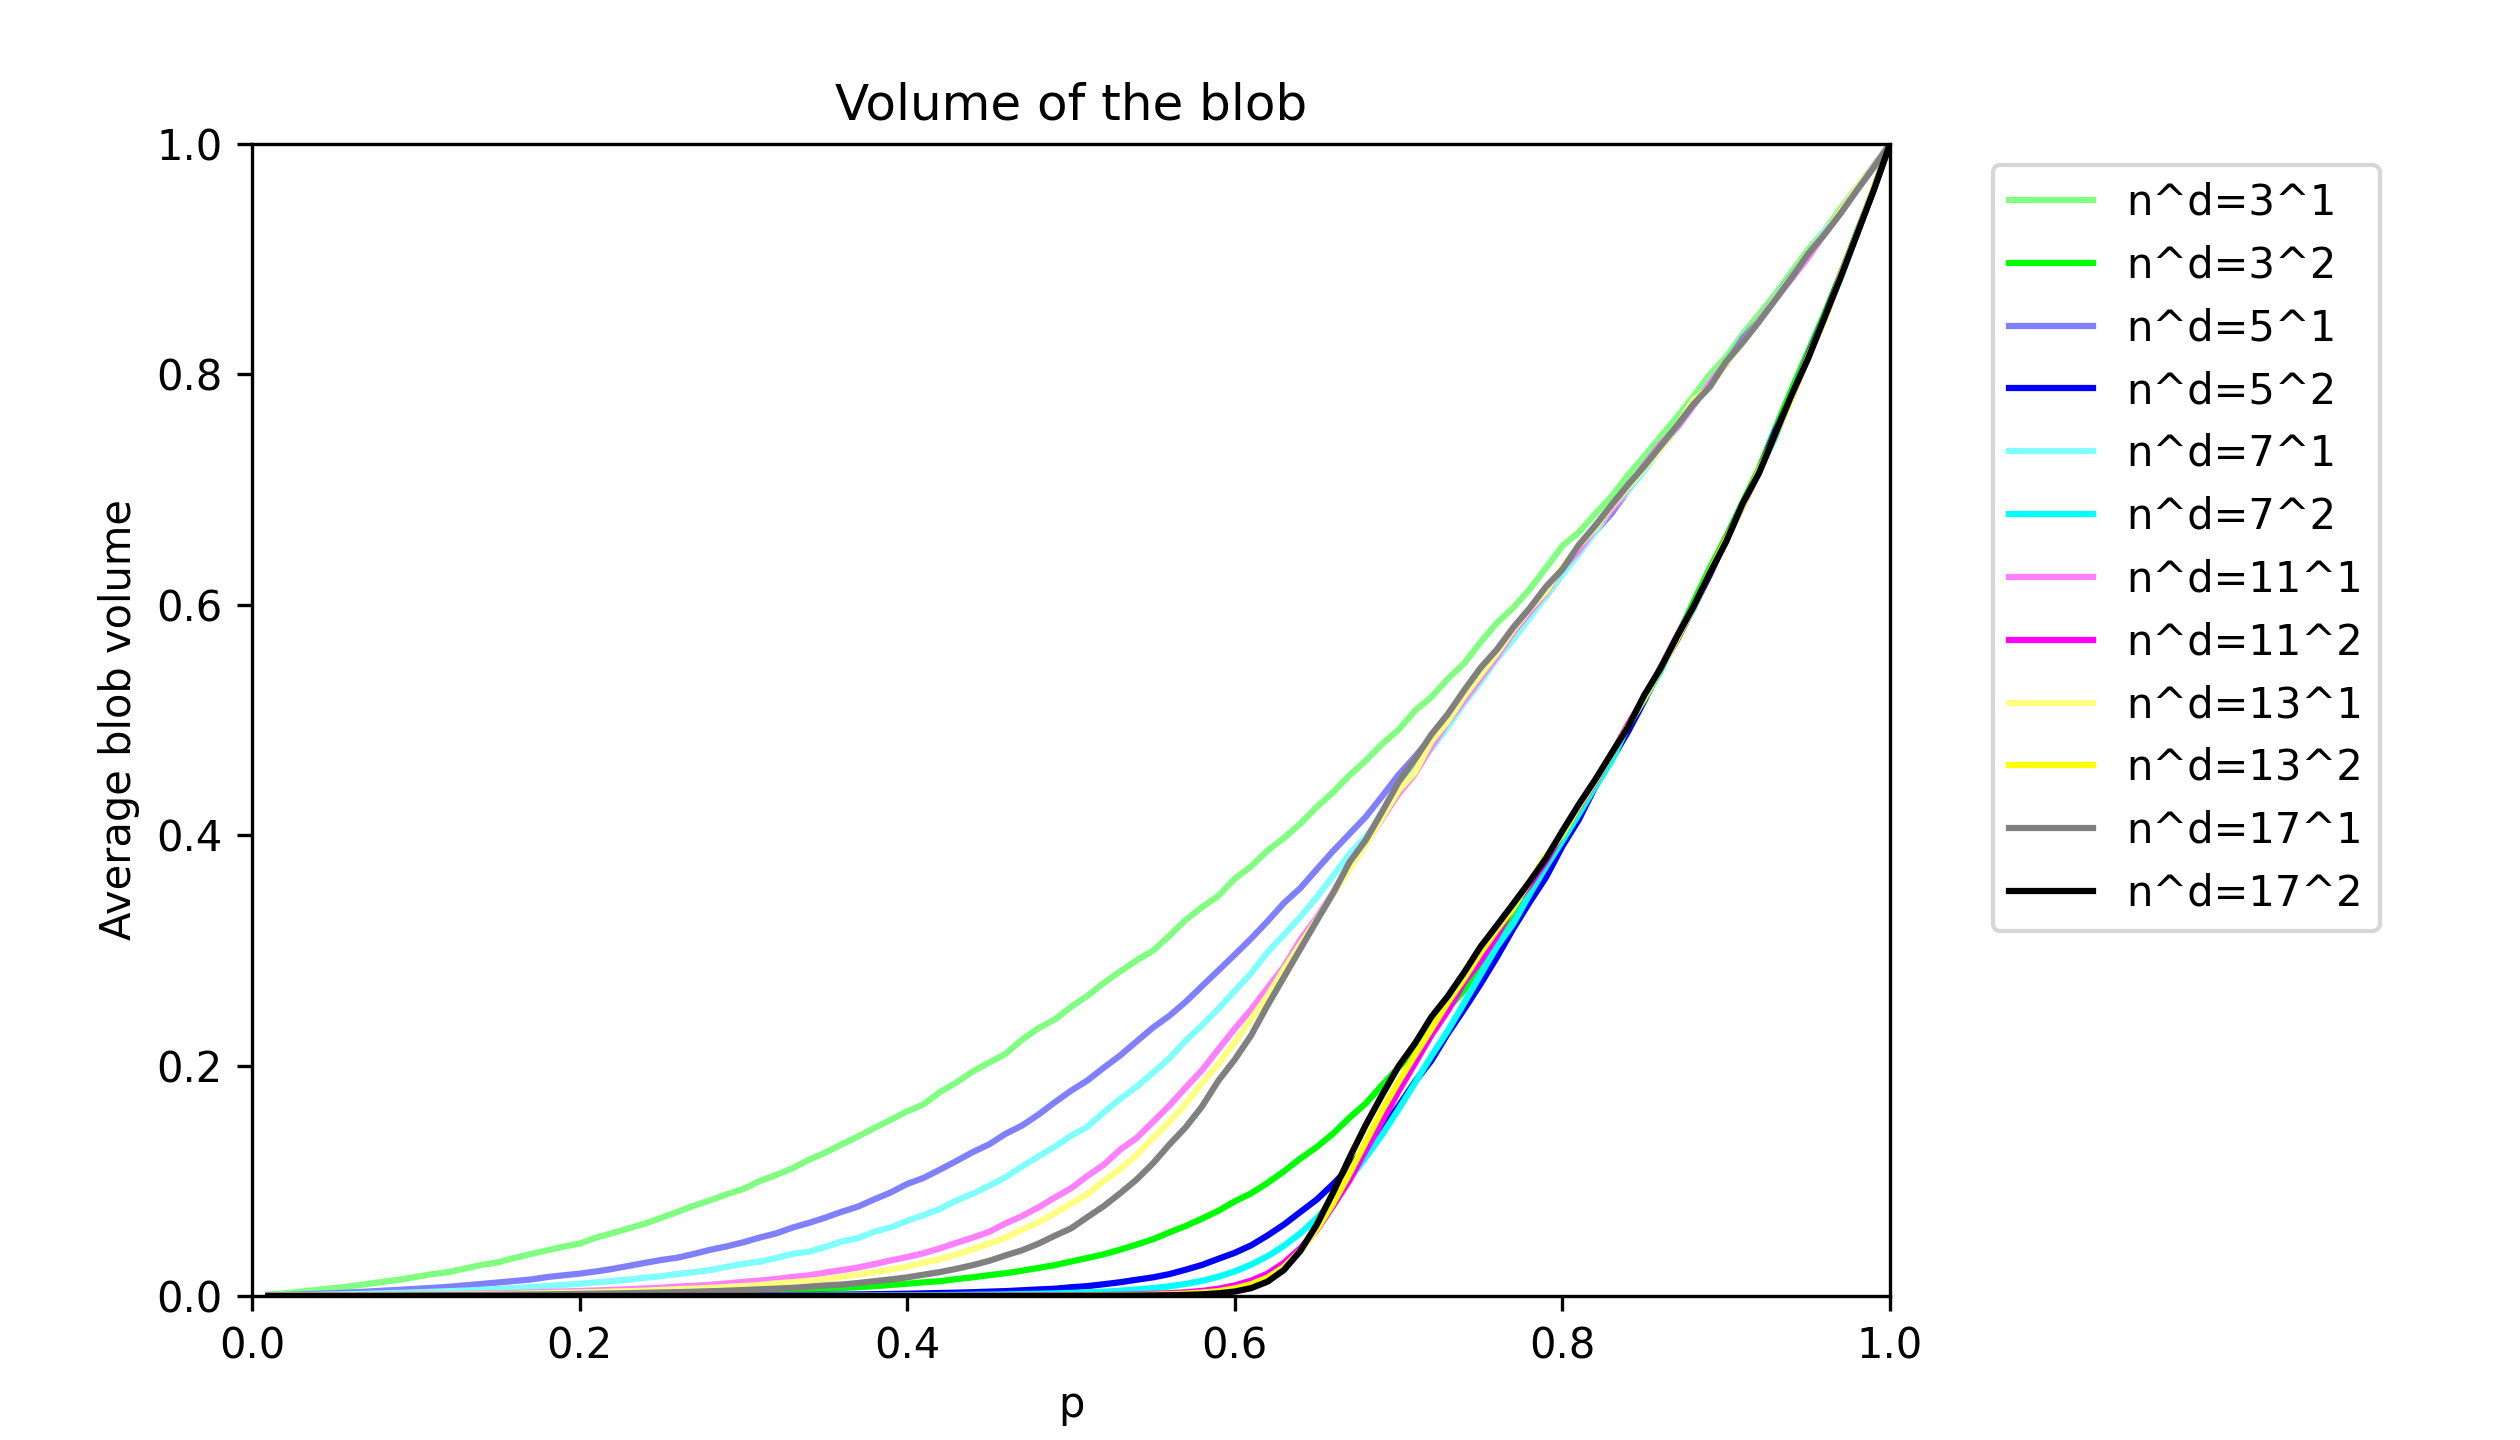 Volume of the blob
1.0
0.8
0.6
0.4
0.2
0.0
Average blob volume
0.0 0.2 0.4 0.6 0.8 1.0
p
n^d=3^1
n^d=3^2
n^d=5^1
n^d=5^2
n^d=7^1
n^d=7^2
n^d=11^1
n^d=11^2
n^d=13^1
n^d=13^2
n^d=17^1
n^d=17^2